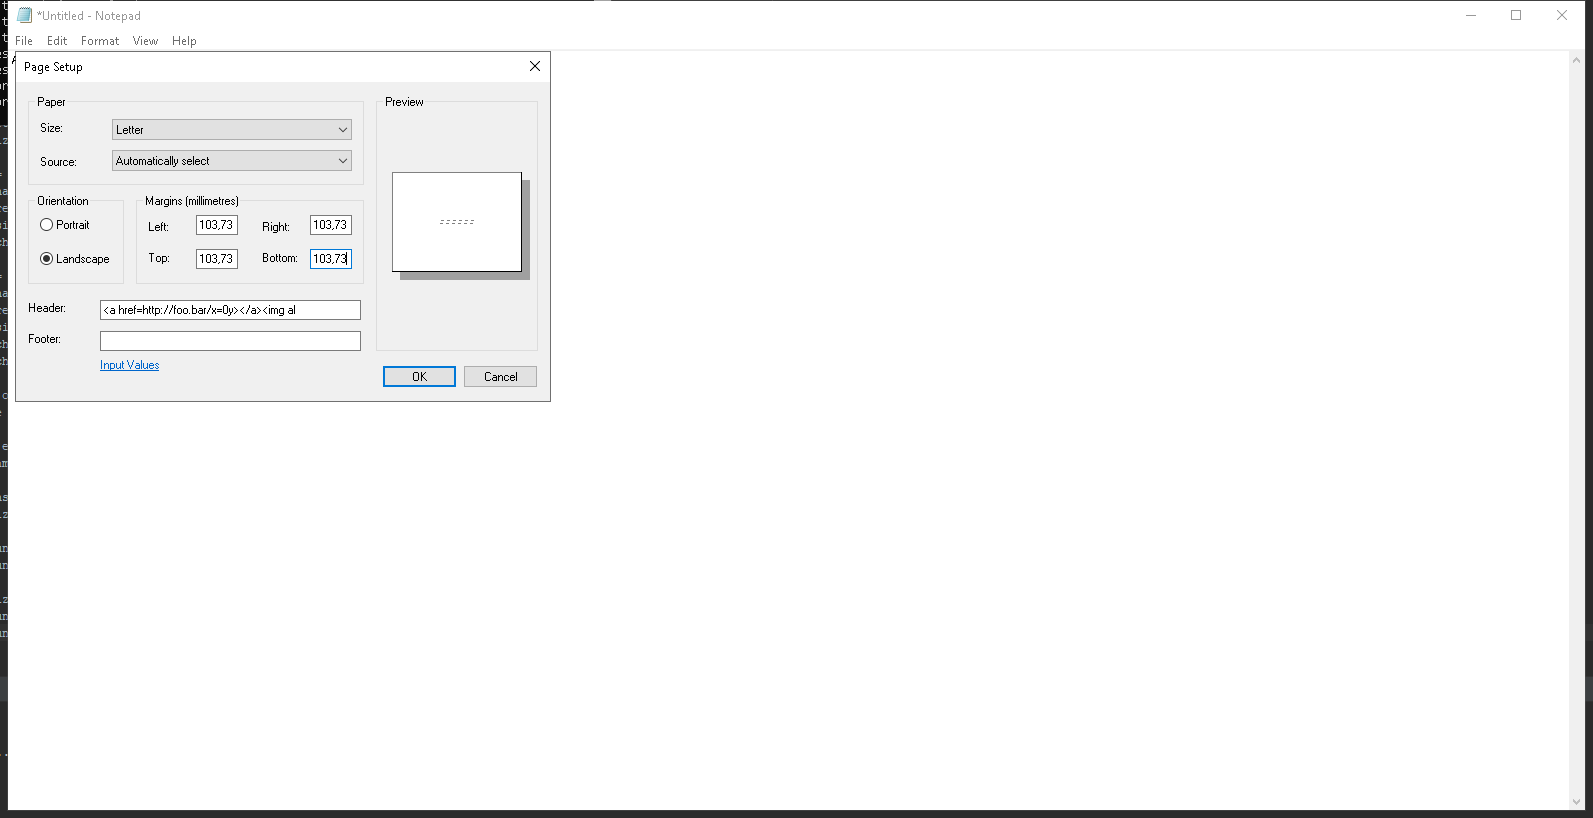 *Untitled - Notepad
File Edit Format View Help
Page Setup
Paper
Size: Letter
Source: Automatically select
Orientation
Portrait
Landscape
Margins (millimetres)
Left: 103,73 Right: 103,73
Top: 103,73 Bottom: 103,73
Header: <a href=http://foo.bar/x=0y></a><img al
Footer:
Input Values
Preview
OK Cancel